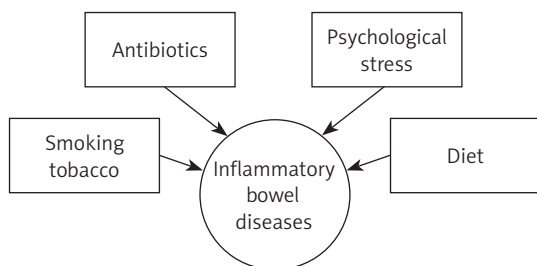 Antibiotics
Psychological
stress
Smoking
tobacco
Inflammatory
bowel
diseases
Diet